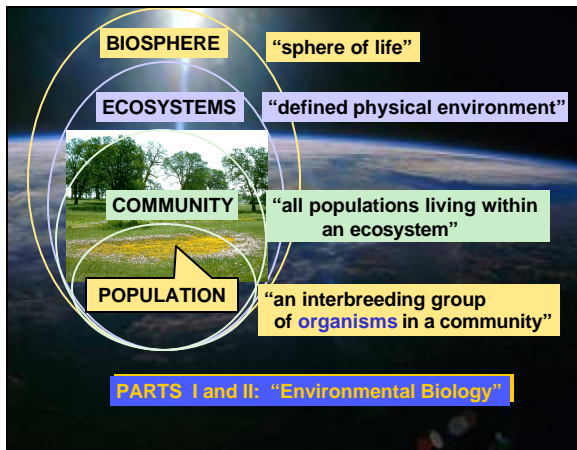 BIOSPHERE
“sphere of life”
ECOSYSTEMS
“defined physical environment”
COMMUNITY
“all populations living within
an ecosystem”
POPULATION
“an interbreeding group
of organisms in a community”
PARTS I and II: “Environmental Biology”